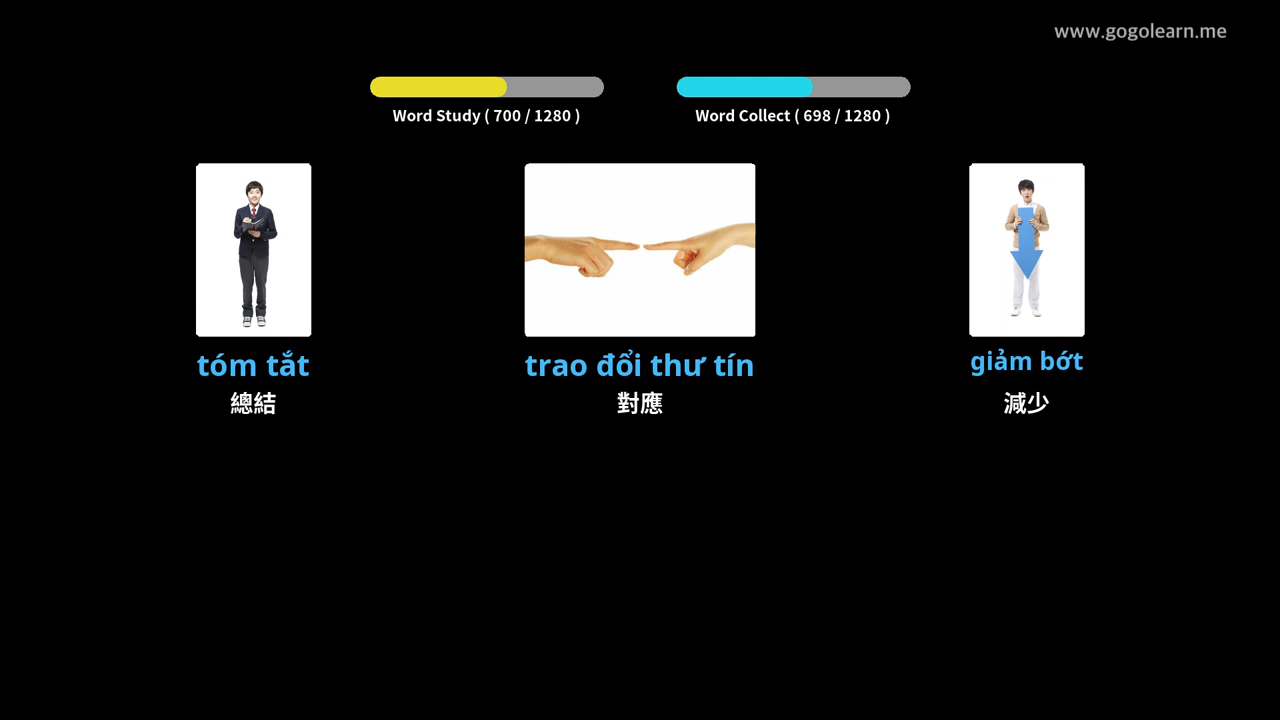 www.gogolearn.me
Word Study ( 700 / 1280 )
Word Collect ( 698 / 1280 )
tóm tắt
trao đổi thư tín
giảm bớt
總結
對應
減少